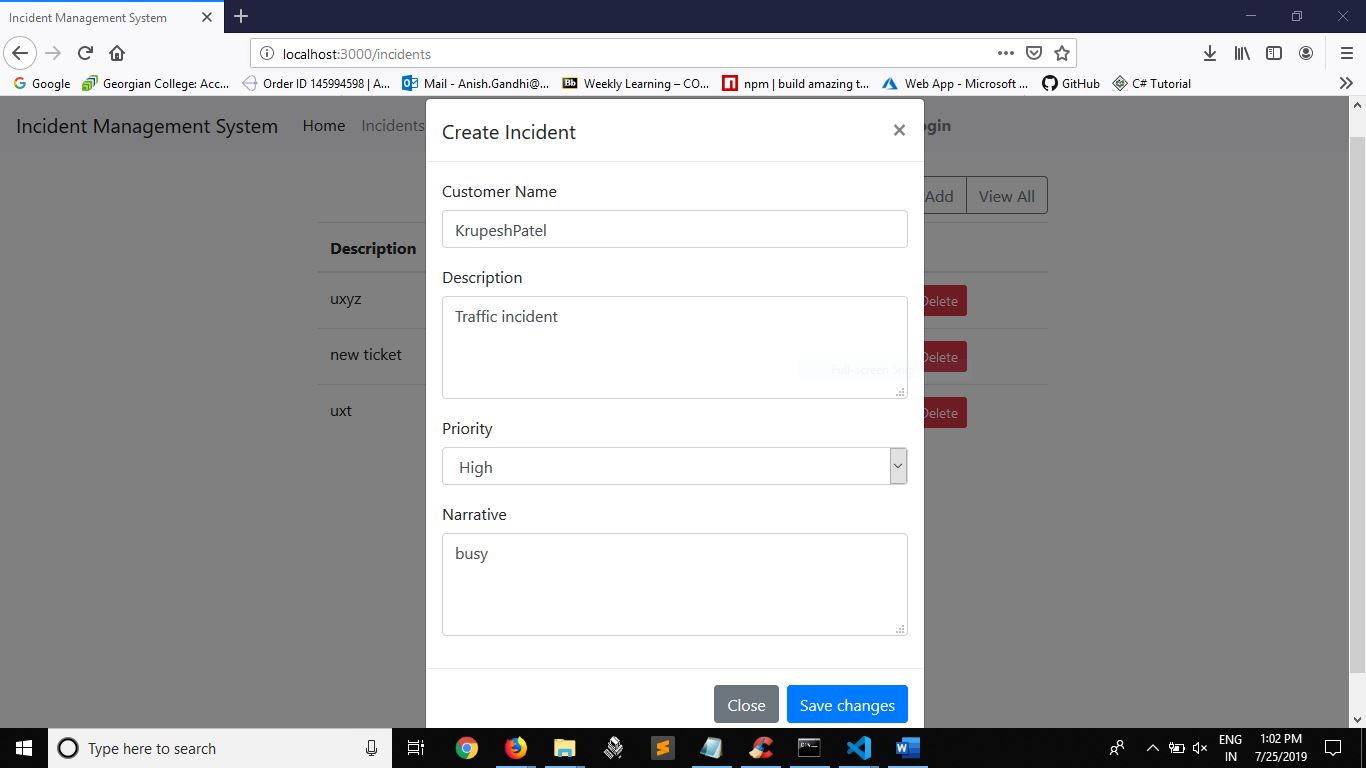 Incident Management System
localhost:3000/incidents
Google Georgian College: Acc... Order ID 145994598 | A... Mail - Anish.Gandhi@... Weekly Learning – CO... npm | build amazing t... Web App - Microsoft ... GitHub C# Tutorial
Incident Management System Home Incidents
Create Incident
Customer Name
KrupeshPatel
Add View All
Description
Description
Traffic incident
uxyz
Delete
new ticket
Delete
Full-screen Snip
uxt
Delete
Priority
High
Narrative
busy
Close Save changes
Type here to search
ENG
IN
1:02 PM
7/25/2019